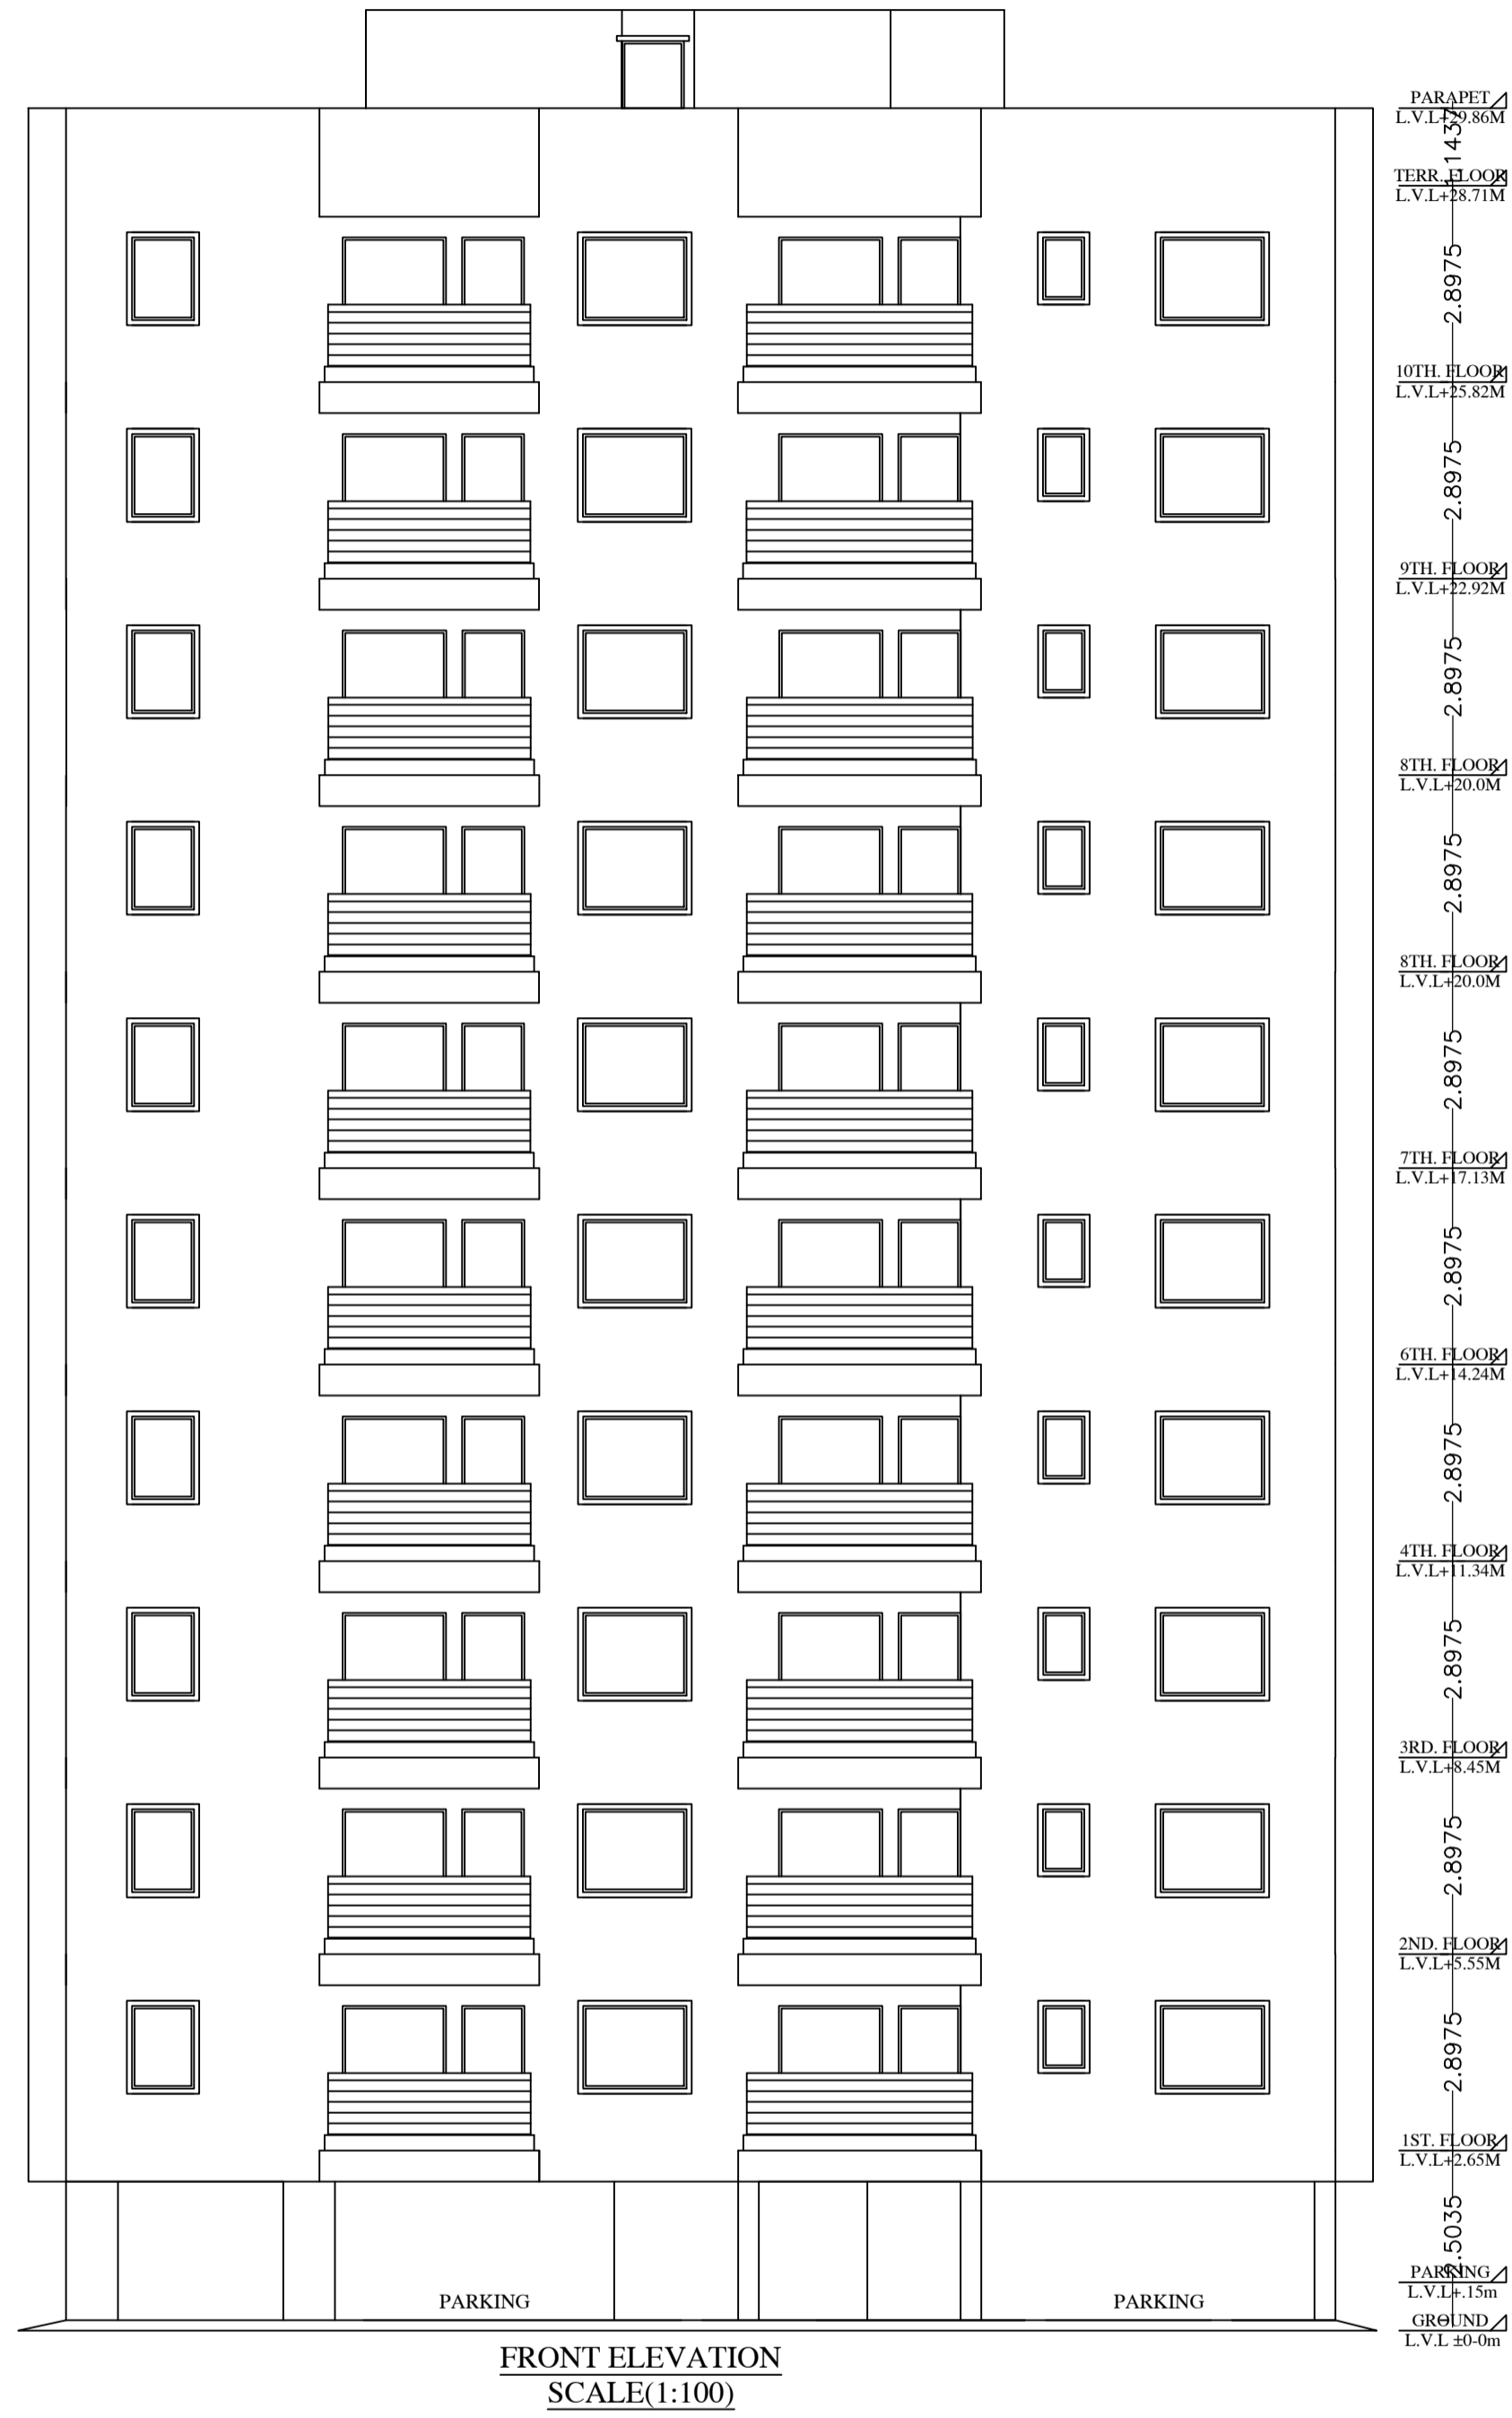 PARAPET
L.V.L+29.86M
1.1437
TERR. FLOOR
L.V.L+28.71M
2.8975
10TH. FLOOR
L.V.L+25.82M
2.8975
9TH. FLOOR
L.V.L+22.92M
2.8975
8TH. FLOOR
L.V.L+20.0M
2.8975
8TH. FLOOR
L.V.L+20.0M
2.8975
7TH. FLOOR
L.V.L+17.13M
2.8975
6TH. FLOOR
L.V.L+14.24M
2.8975
4TH. FLOOR
L.V.L+11.34M
2.8975
3RD. FLOOR
L.V.L+8.45M
2.8975
2ND. FLOOR
L.V.L+5.55M
2.8975
1ST. FLOOR
L.V.L+2.65M
2.5035
PARKING
L.V.L+.15m
PARKING PARKING
GROUND
L.V.L ±0-0m
FRONT ELEVATION
SCALE(1:100)